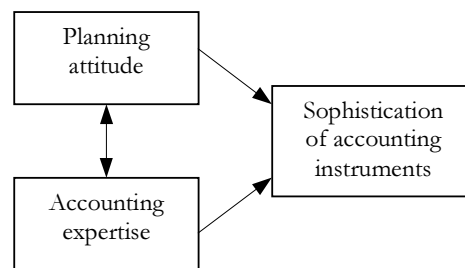 Planning
attitude
Sophistication
of accounting
instruments
Accounting
expertise